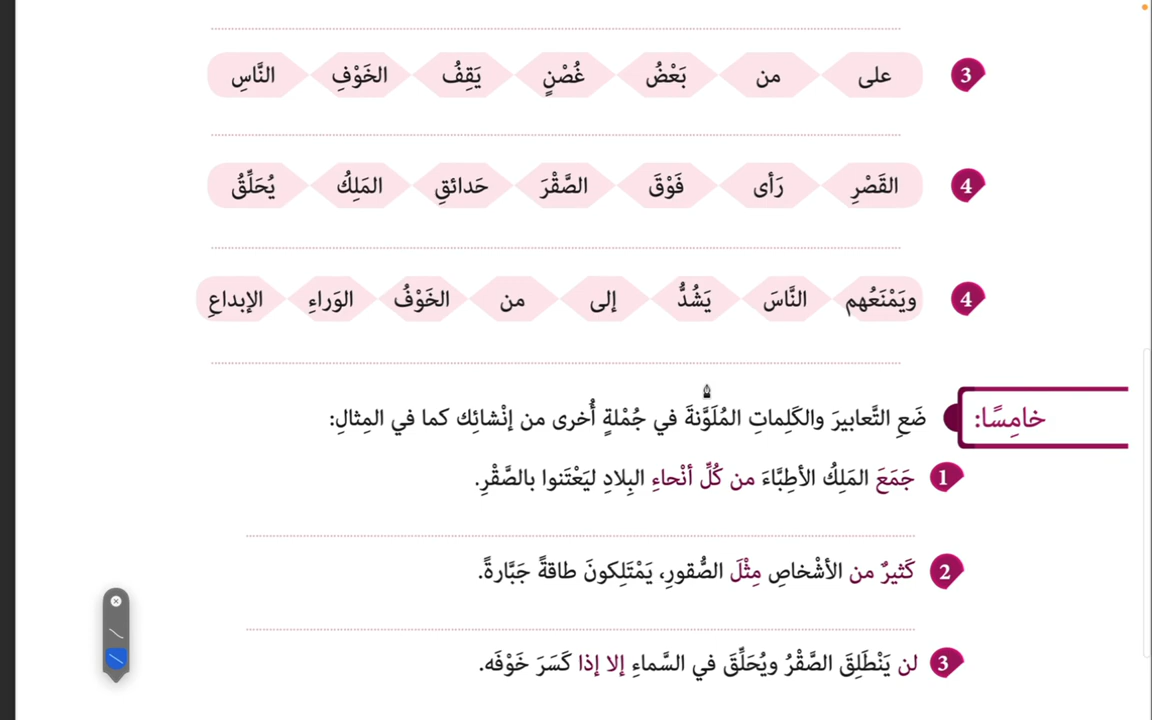 3 على من بَعْضُ غُصْنٍ يَقِفُ الخَوْفِ النَّاسِ
4 القَصْرِ رَأى فَوْقَ الصَّقْرَ حَدائقِ المَلِكُ يُحَلِّقُ
4 ويَمْنَعُهم النَّاسَ يَشُدُّ إلى من الخَوْفُ الوَراءِ الإبداعِ
خامِسًا: ضَعِ التَّعابيرَ والكَلِماتِ المُلَوَّنةَ في جُمْلةٍ أُخرى من إنْشائِك كما في المِثالِ:
1 جَمَعَ المَلِكُ الأطِبَّاءَ من كُلِّ أنْحاءِ البِلادِ ليَعْتَنوا بالصَّقْرِ.
2 كَثيرٌ من الأشْخاصِ مِثْلَ الصُّقورِ، يَمْتَلِكونَ طاقةً جَبَّارةً.
3 لن يَنْطَلِقَ الصَّقْرُ ويُحَلِّقَ في السَّماءِ إلا إذا كَسَرَ خَوْفَه.